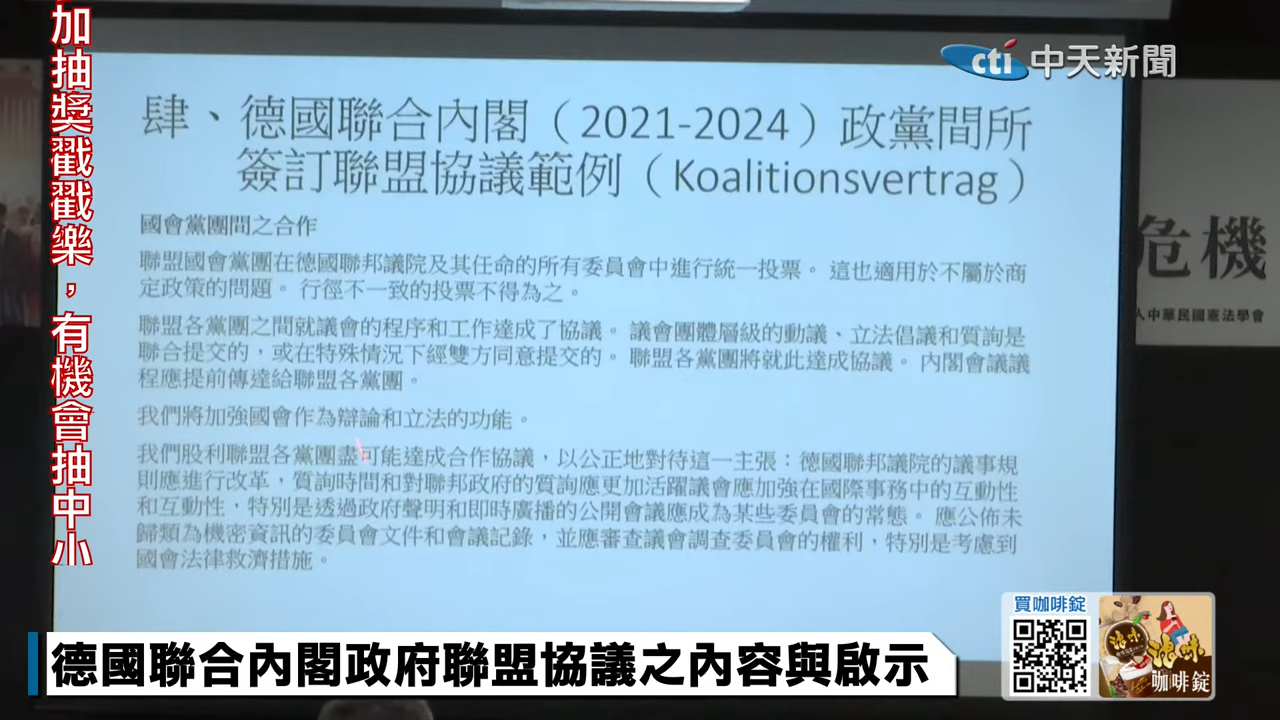 加抽獎戳戳樂，有機會抽中小
cti 中天新聞
肆、德國聯合內閣（2021-2024）政黨間所
簽訂聯盟協議範例（Koalitionsvertrag）
國會黨團間之合作
聯盟國會黨團在德國聯邦議院及其任命的所有委員會中進行統一投票。 這也適用於不屬於商
定政策的問題。 行徑不一致的投票不得為之。
聯盟各黨團之間就議會的程序和工作達成了協議。 議會團體層級的動議、立法倡議和質詢是
聯合提交的，或在特殊情況下經雙方同意提交的。 聯盟各黨團將就此達成協議。 內閣會議議
程應提前傳達給聯盟各黨團。
我們將加強國會作為辯論和立法的功能。
我們股利聯盟各黨團盡可能達成合作協議，以公正地對待這一主張：德國聯邦議院的議事規
則應進行改革，質詢時間和對聯邦政府的質詢應更加活躍議會應加強在國際事務中的互動性
和互動性，特別是透過政府聲明和即時廣播的公開會議應成為某些委員會的常態。 應公佈未
歸類為機密資訊的委員會文件和會議記錄，並應審查議會調查委員會的權利，特別是考慮到
國會法律救濟措施。
危機
人中華民國憲法學會
買咖啡錠
咖啡錠
德國聯合內閣政府聯盟協議之內容與啟示